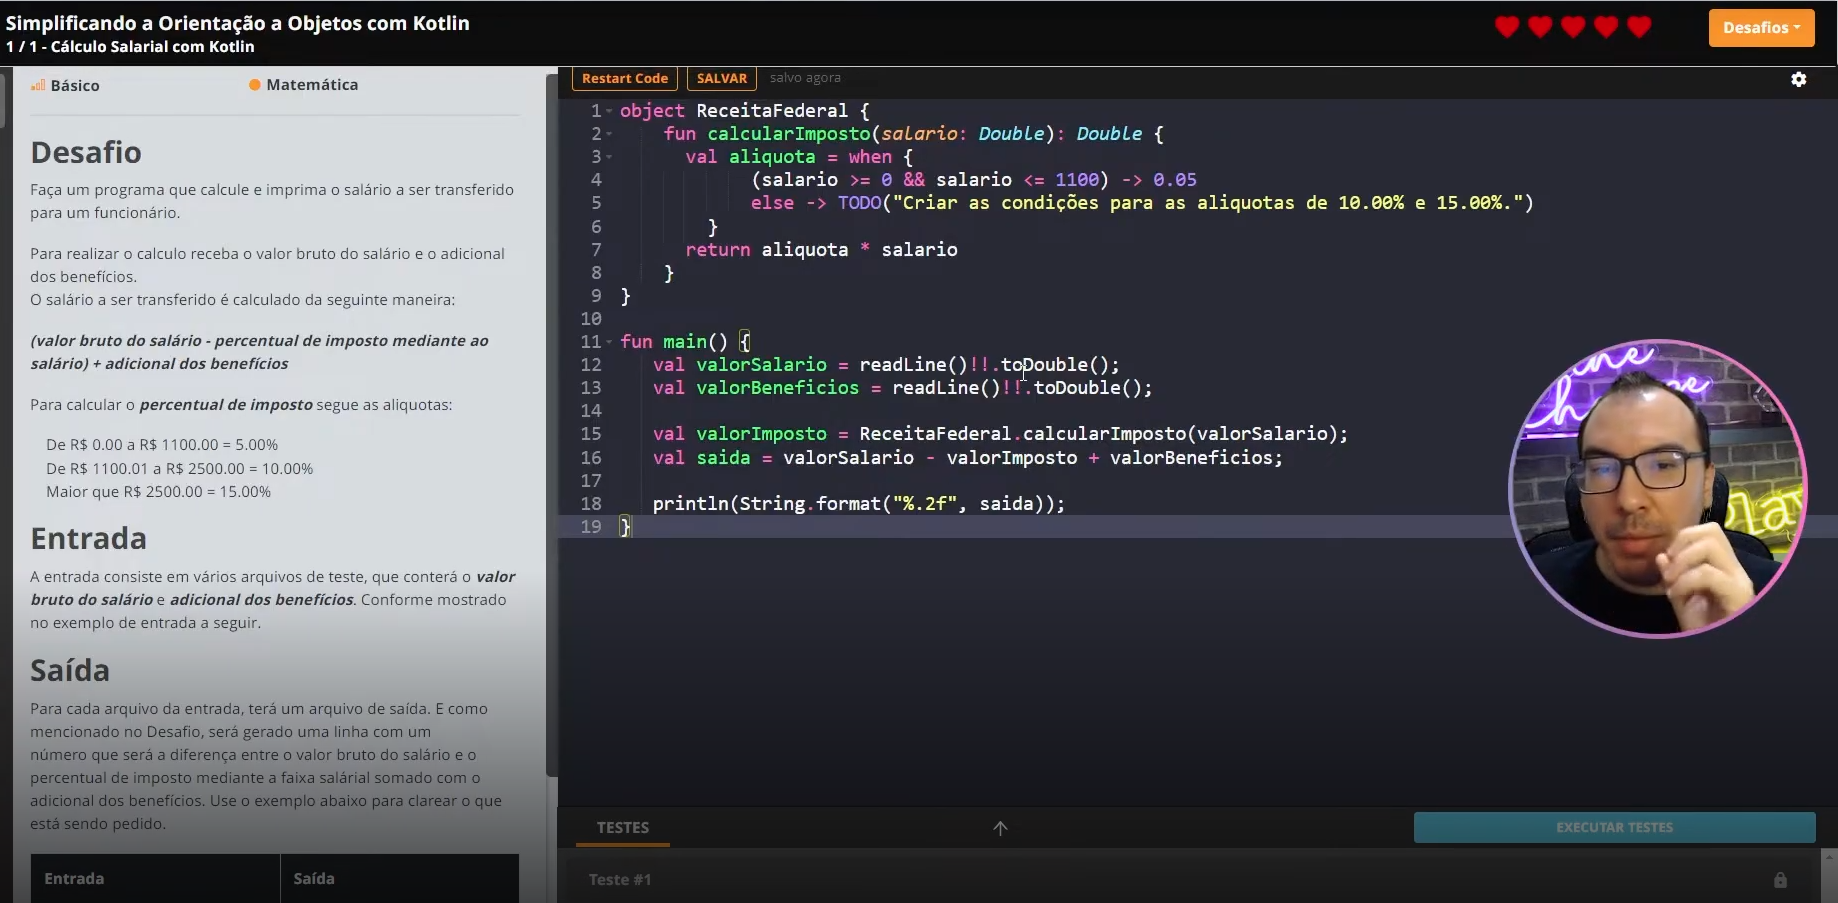 Simplificando a Orientação a Objetos com Kotlin
1 / 1 - Cálculo Salarial com Kotlin
Desafios
Básico
Matemática
Desafio
Faça um programa que calcule e imprima o salário a ser transferido
para um funcionário.
Para realizar o calculo receba o valor bruto do salário e o adicional
dos benefícios.
O salário a ser transferido é calculado da seguinte maneira:
(valor bruto do salário - percentual de imposto mediante ao
salário) + adicional dos benefícios
Para calcular o percentual de imposto segue as aliquotas:
De R$ 0.00 a R$ 1100.00 = 5.00%
De R$ 1100.01 a R$ 2500.00 = 10.00%
Maior que R$ 2500.00 = 15.00%
Entrada
A entrada consiste em vários arquivos de teste, que conterá o valor
bruto do salário e adicional dos benefícios. Conforme mostrado
no exemplo de entrada a seguir.
Saída
Para cada arquivo da entrada, terá um arquivo de saída. E como
mencionado no Desafio, será gerado uma linha com um
número que será a diferença entre o valor bruto do salário e o
percentual de imposto mediante a faixa salárial somado com o
adicional dos benefícios. Use o exemplo abaixo para clarear o que
está sendo pedido.
Entrada
Saída
Restart Code
SALVAR
salvo agora
1 object ReceitaFederal {
2 fun calcularImposto(salario: Double): Double {
3 val aliquota = when {
4 (salario >= 0 && salario <= 1100) -> 0.05
5 else -> TODO("Criar as condições para as aliquotas de 10.00% e 15.00%.")
6 }
7 return aliquota * salario
8 }
9 }
10
11 fun main() {
12 val valorSalario = readLine()!!.toDouble();
13 val valorBeneficios = readLine()!!.toDouble();
14
15 val valorImposto = ReceitaFederal.calcularImposto(valorSalario);
16 val saida = valorSalario - valorImposto + valorBeneficios;
17
18 println(String.format("%.2f", saida));
19 }
Play
TESTES
EXECUTAR TESTES
Teste #1